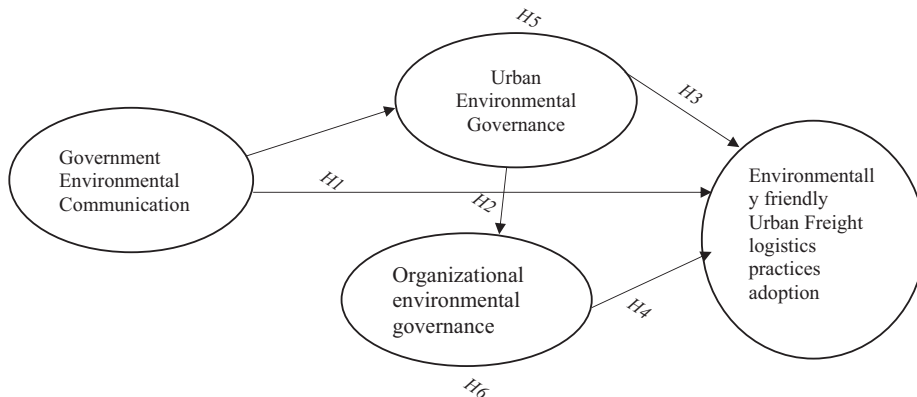 H5
Urban
Environmental
Governance
H3
Government
Environmental
Communication
H1
H2
Environmentall
y friendly
Urban Freight
logistics
practices
adoption
Organizational
environmental
governance
H4
H6